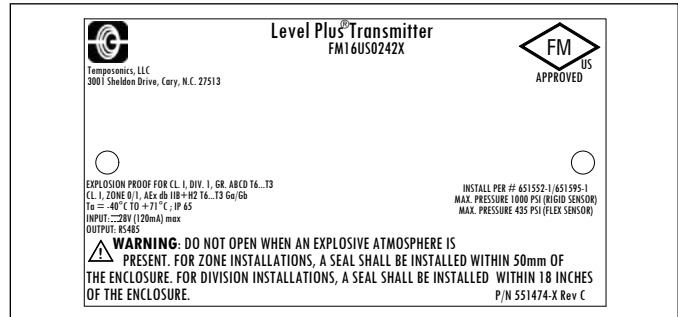 Level Plus® Transmitter
FM16US0242X
Temposonics, LLC
3001 Sheldon Drive, Cary, N.C. 27513
FM
US
APPROVED
EXPLOSION PROOF FOR CL. I, DIV. 1, GR. ABCD T6...T3
CL. I, ZONE 0/1, AEx db IIB+H2 T6...T3 Ga/Gb
Ta = -40°C TO +71°C ; IP 65
INPUT: ⎓28V (120mA) max
OUTPUT: RS485
INSTALL PER # 651552-1/651595-1
MAX. PRESSURE 1000 PSI (RIGID SENSOR)
MAX. PRESSURE 435 PSI (FLEX SENSOR)
WARNING: DO NOT OPEN WHEN AN EXPLOSIVE ATMOSPHERE IS
PRESENT. FOR ZONE INSTALLATIONS, A SEAL SHALL BE INSTALLED WITHIN 50mm OF
THE ENCLOSURE. FOR DIVISION INSTALLATIONS, A SEAL SHALL BE INSTALLED WITHIN 18 INCHES
OF THE ENCLOSURE.
P/N 551474-X Rev C